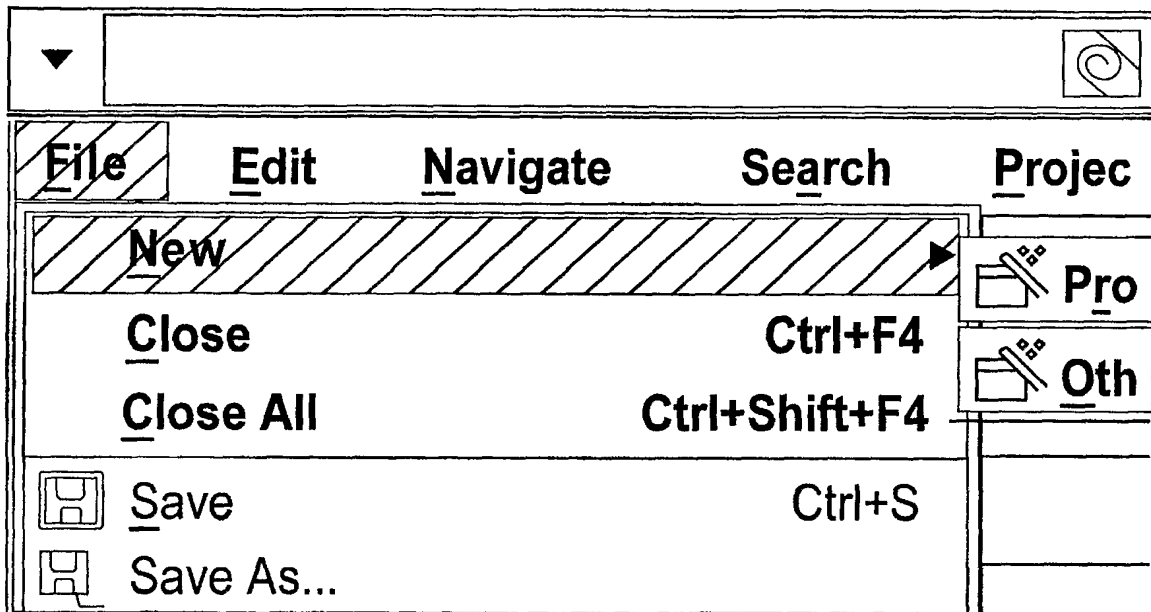 File Edit Navigate Search Projec
New
Pro
Close Ctrl+F4
Oth
Close All Ctrl+Shift+F4
Save Ctrl+S
Save As...